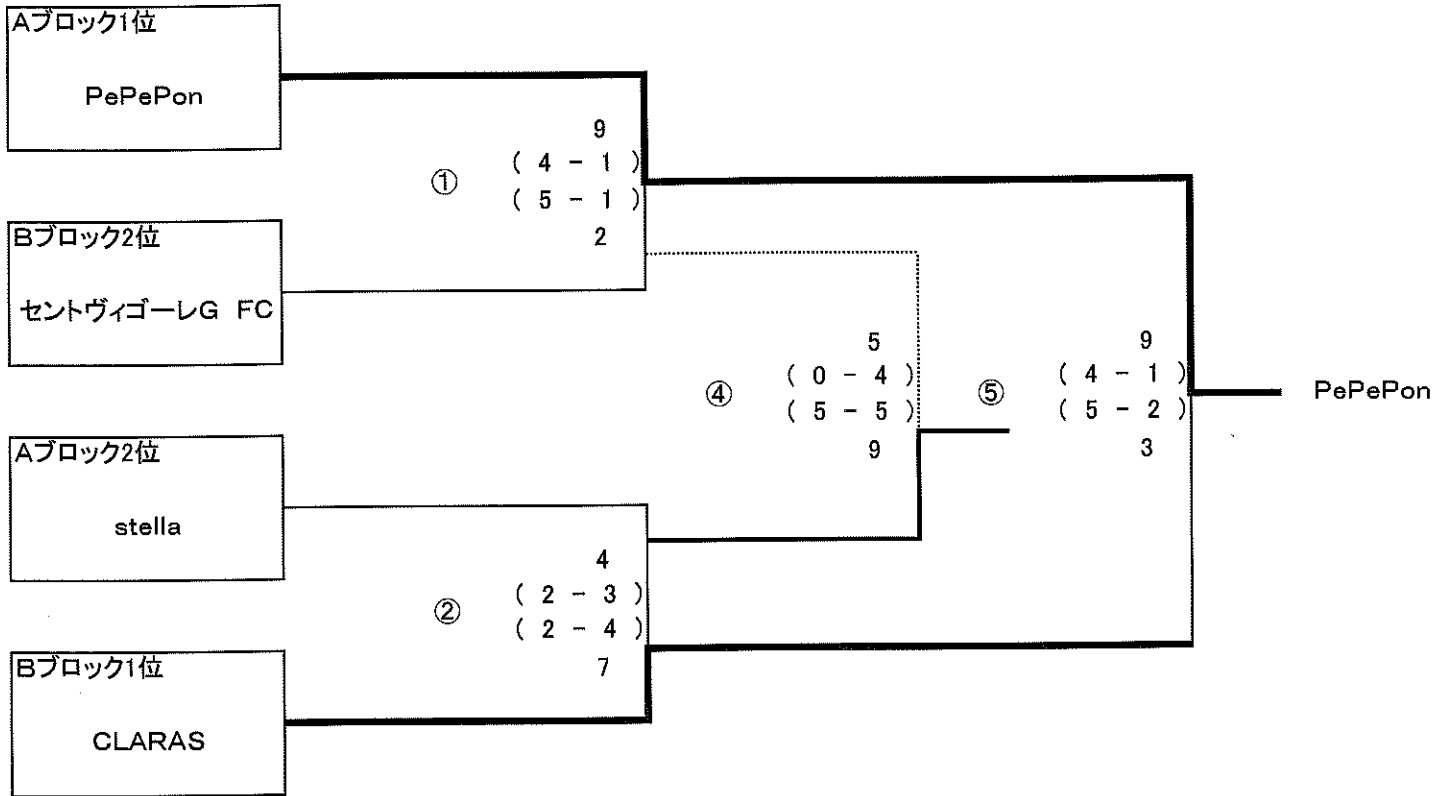 Aブロック1位
PePePon
9
① ( 4 - 1 )
( 5 - 1 )
2
Bブロック2位
セントヴィゴーレG FC
5
④ ( 0 - 4 )
( 5 - 5 )
9
⑤ 9
( 4 - 1 )
( 5 - 2 )
3
PePePon
Aブロック2位
stella
4
② ( 2 - 3 )
( 2 - 4 )
7
Bブロック1位
CLARAS